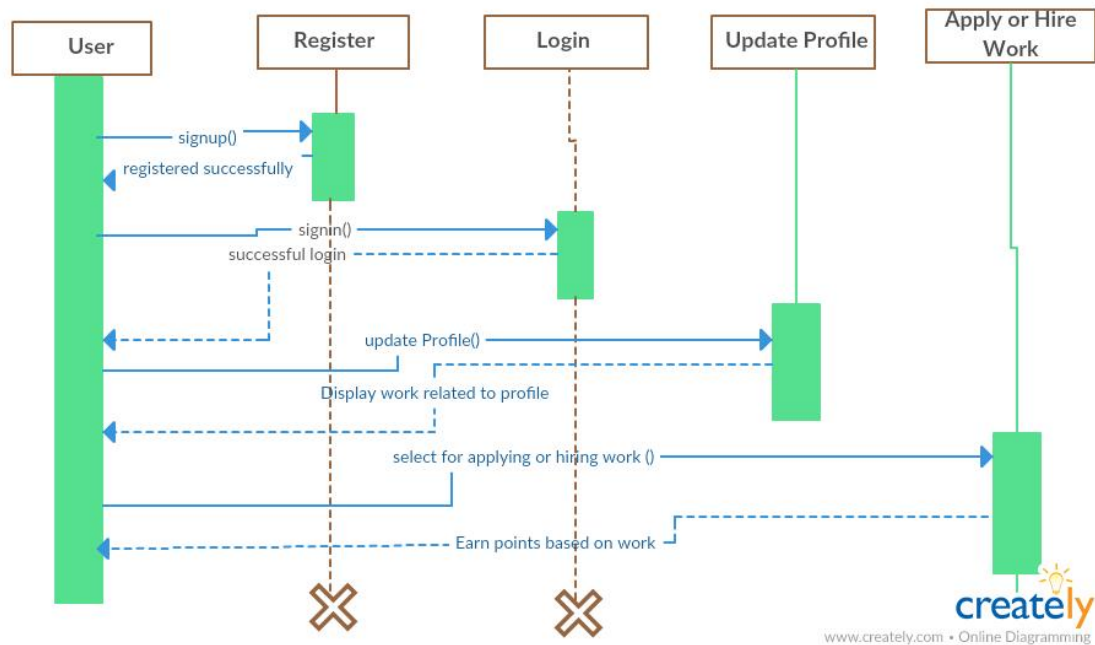 User
Register
Login
Update Profile
Apply or Hire
Work
signup()
registered successfully
signin()
successful login
update Profile()
Display work related to profile
select for applying or hiring work ()
Earn points based on work
creately
www.creately.com • Online Diagramming